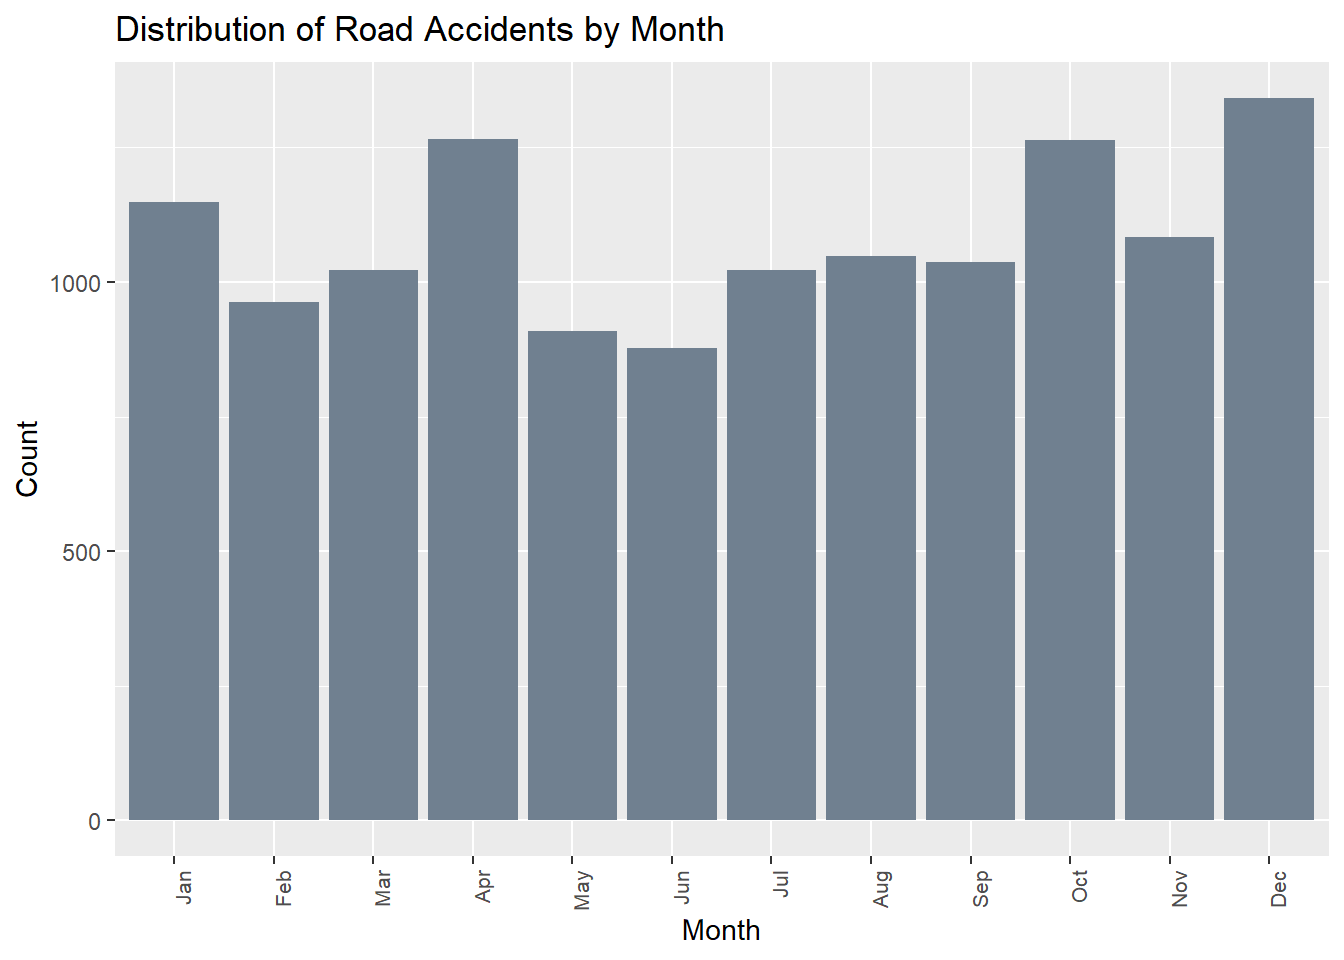 Distribution of Road Accidents by Month
Count
1000
500
0
Jan Feb Mar Apr May Jun Jul Aug Sep Oct Nov Dec
Month